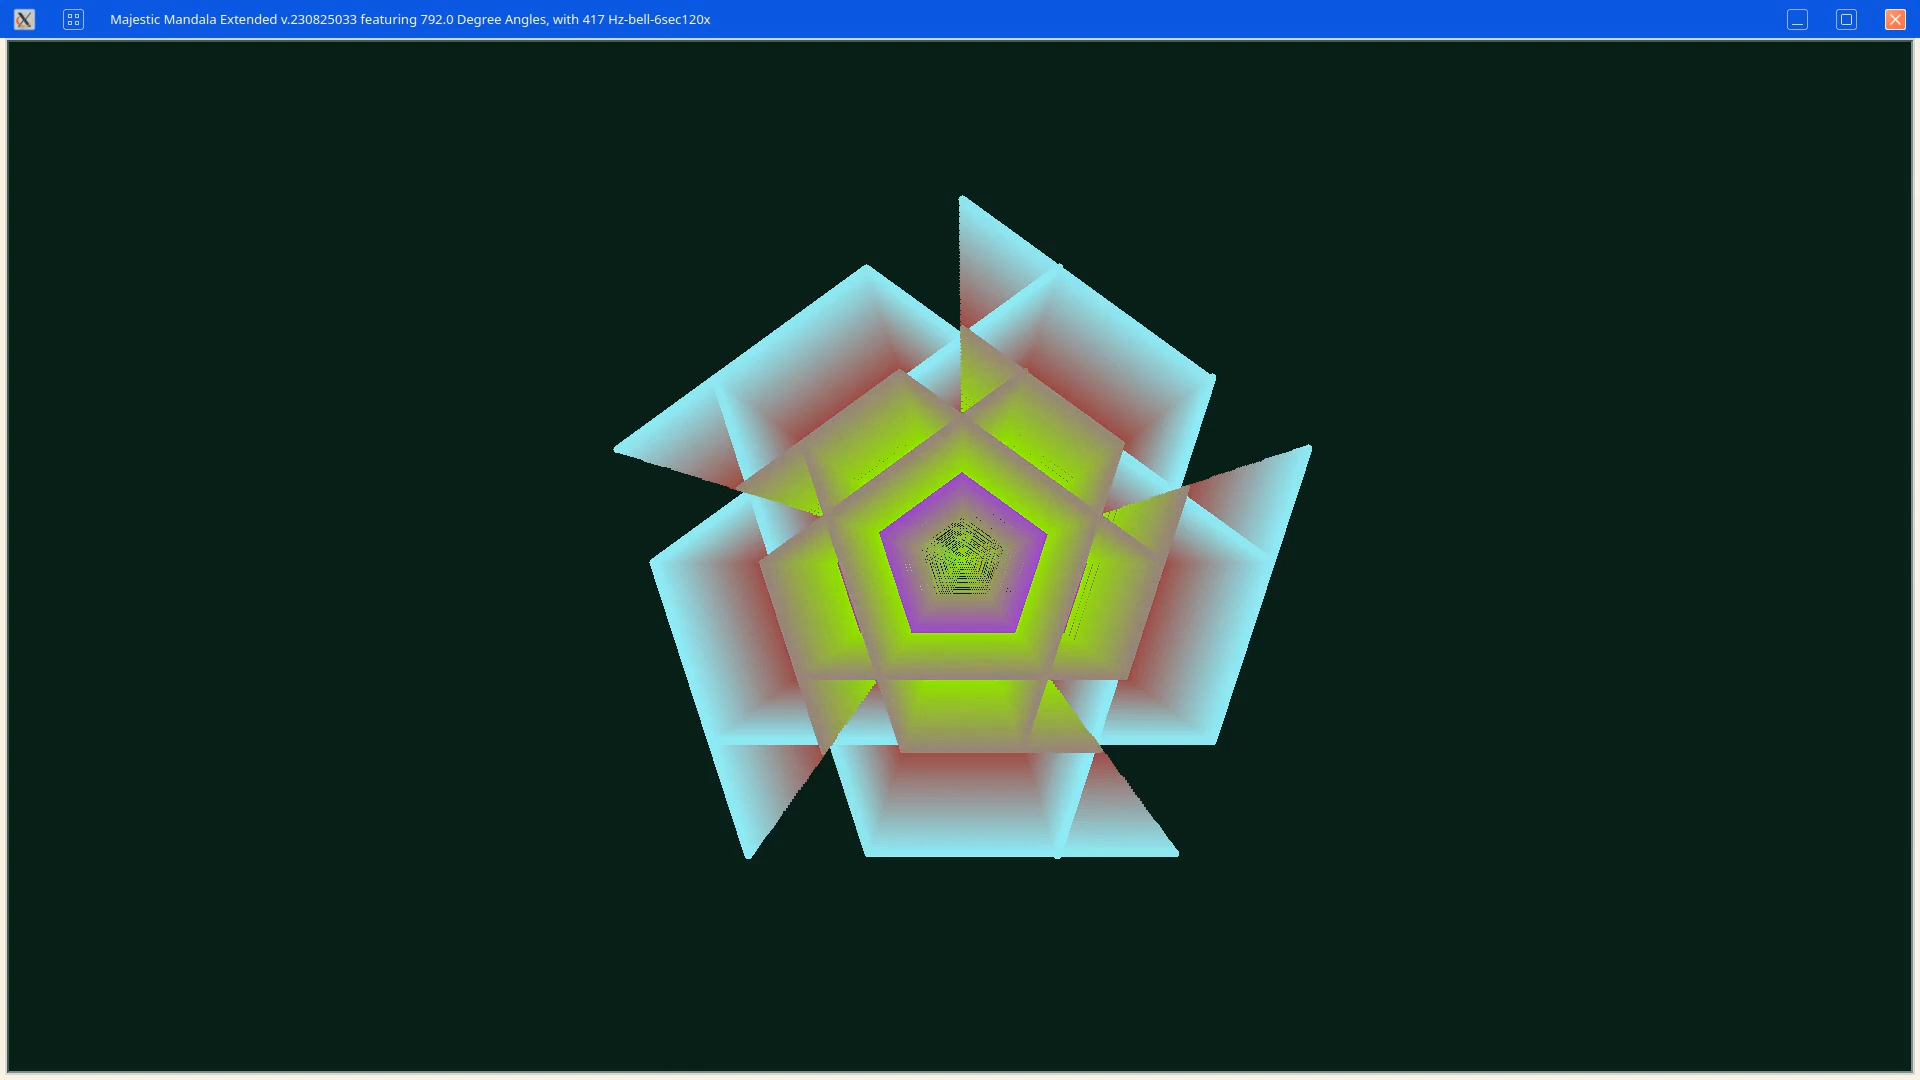 Majestic Mandala Extended v.230825033 featuring 792.0 Degree Angles, with 417 Hz-bell-6sec120x